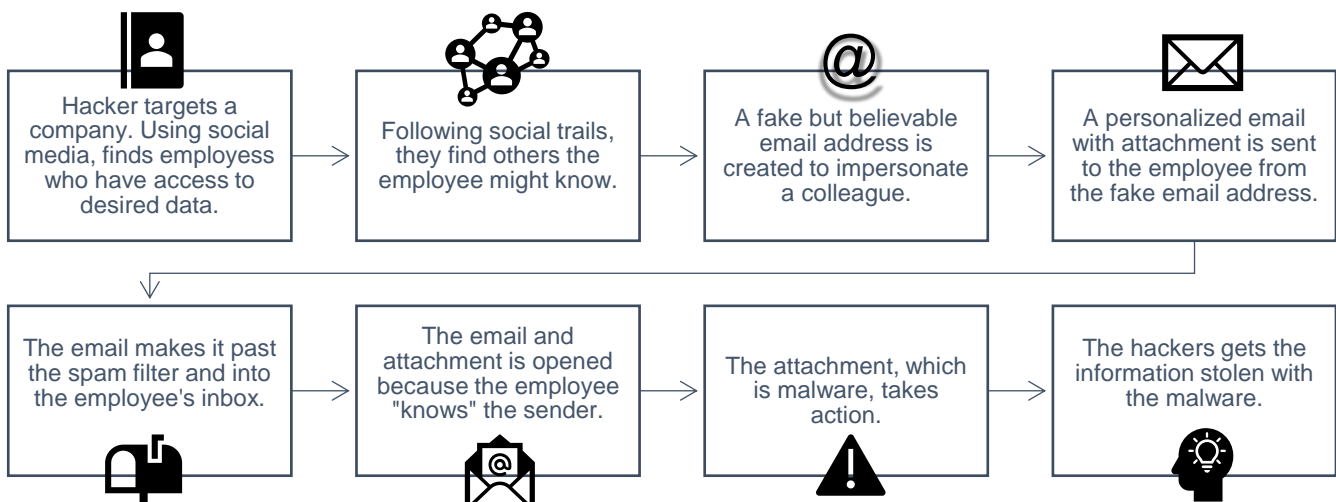 Hacker targets a
company. Using social
media, finds employess
who have access to
desired data.
Following social trails,
they find others the
employee might know.
@
A fake but believable
email address is
created to impersonate
a colleague.
A personalized email
with attachment is sent
to the employee from
the fake email address.
The email makes it past
the spam filter and into
the employee's inbox.
The email and
attachment is opened
because the employee
"knows" the sender.
@
The attachment, which
is malware, takes
action.
!
The hackers gets the
information stolen with
the malware.